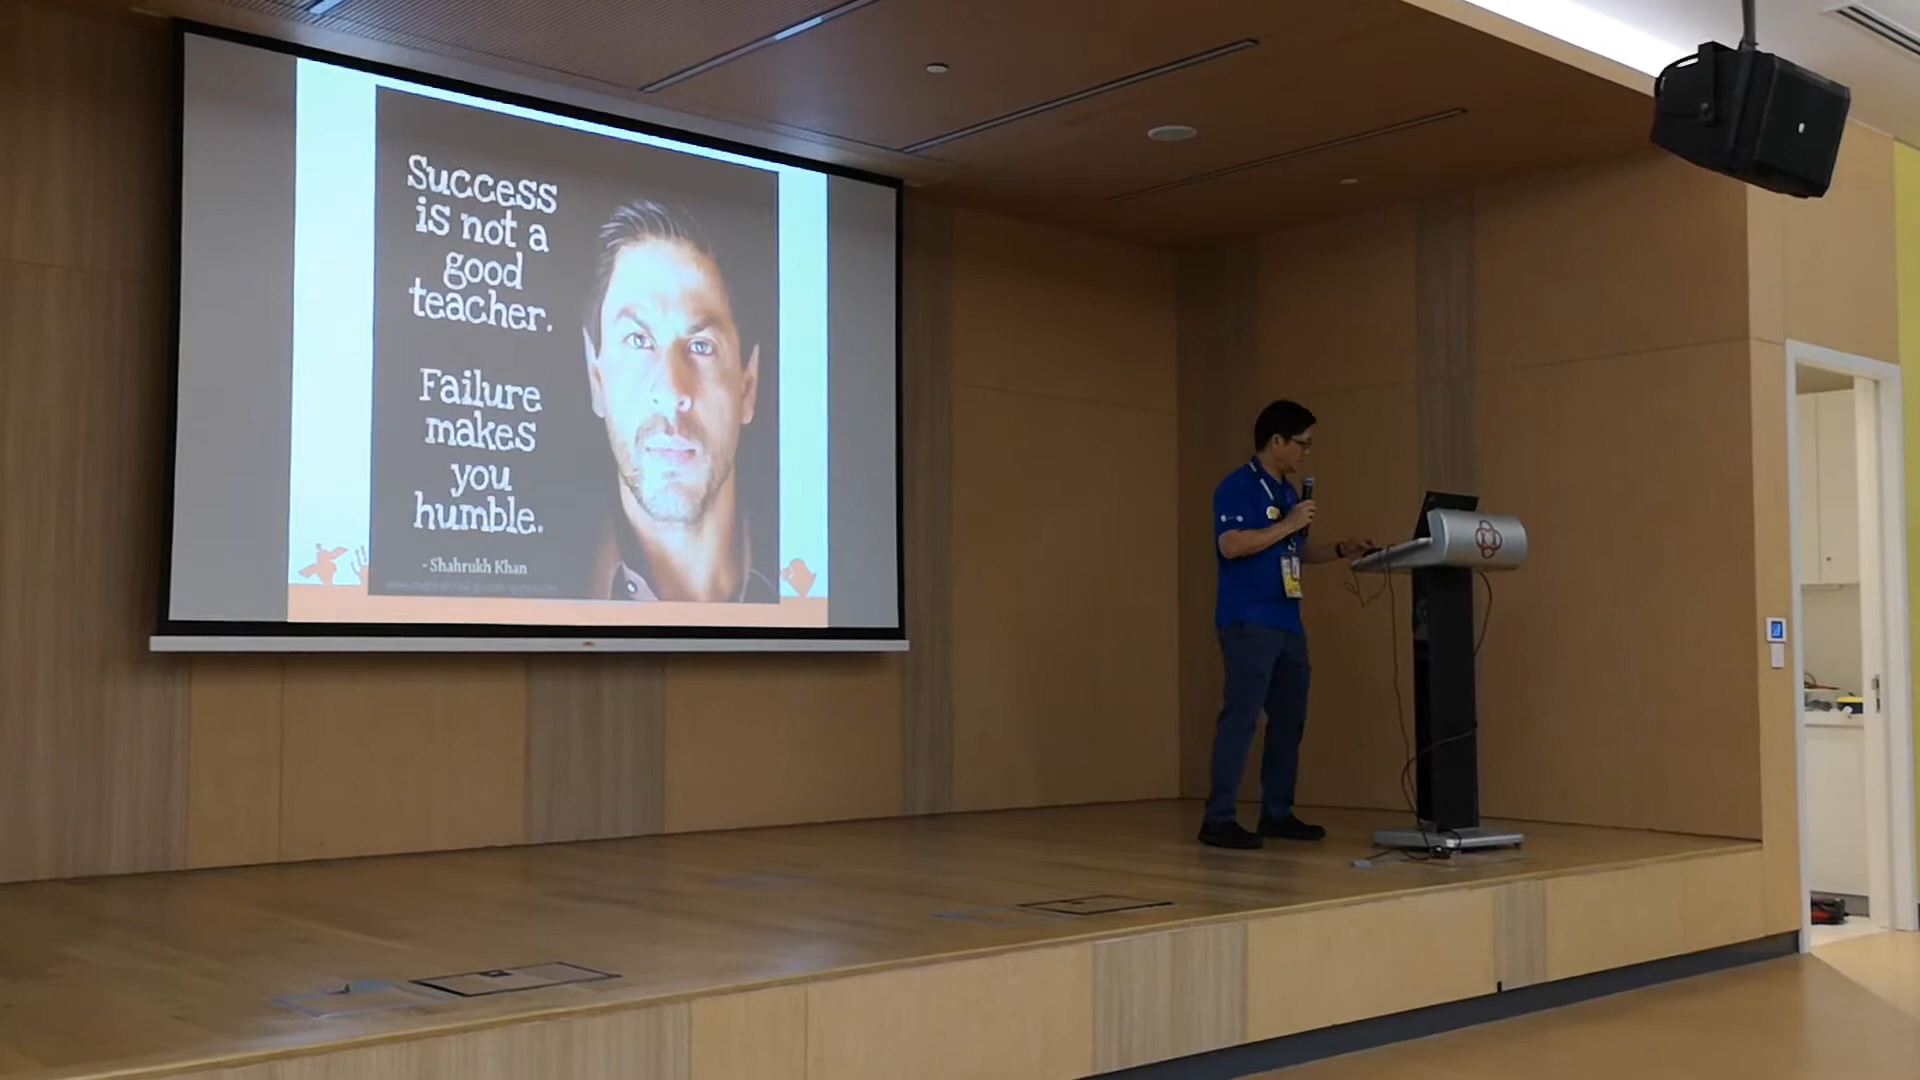 Success
is not a
good
teacher.
Failure
makes
you
humble.
- Shahrukh Khan